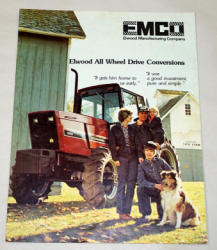 EMCO
Elwood Manufacturing Company
Elwood All Wheel Drive Conversions
"It gets him home to
us early."
"It was
a good investment,
pure and simple."